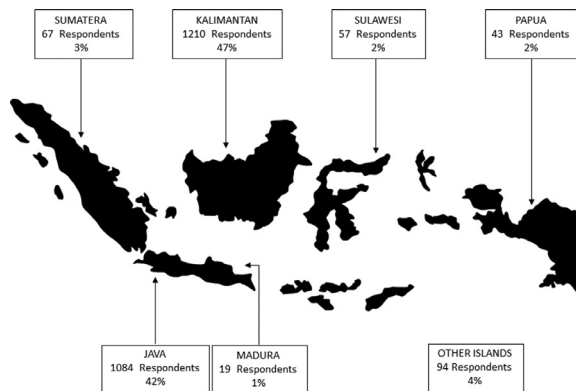 SUMATERA
67 Respondents
3%
KALIMANTAN
1210 Respondents
47%
SULAWESI
57 Respondents
2%
PAPUA
43 Respondents
2%
JAVA
1084 Respondents
42%
MADURA
19 Respondents
1%
OTHER ISLANDS
94 Respondents
4%